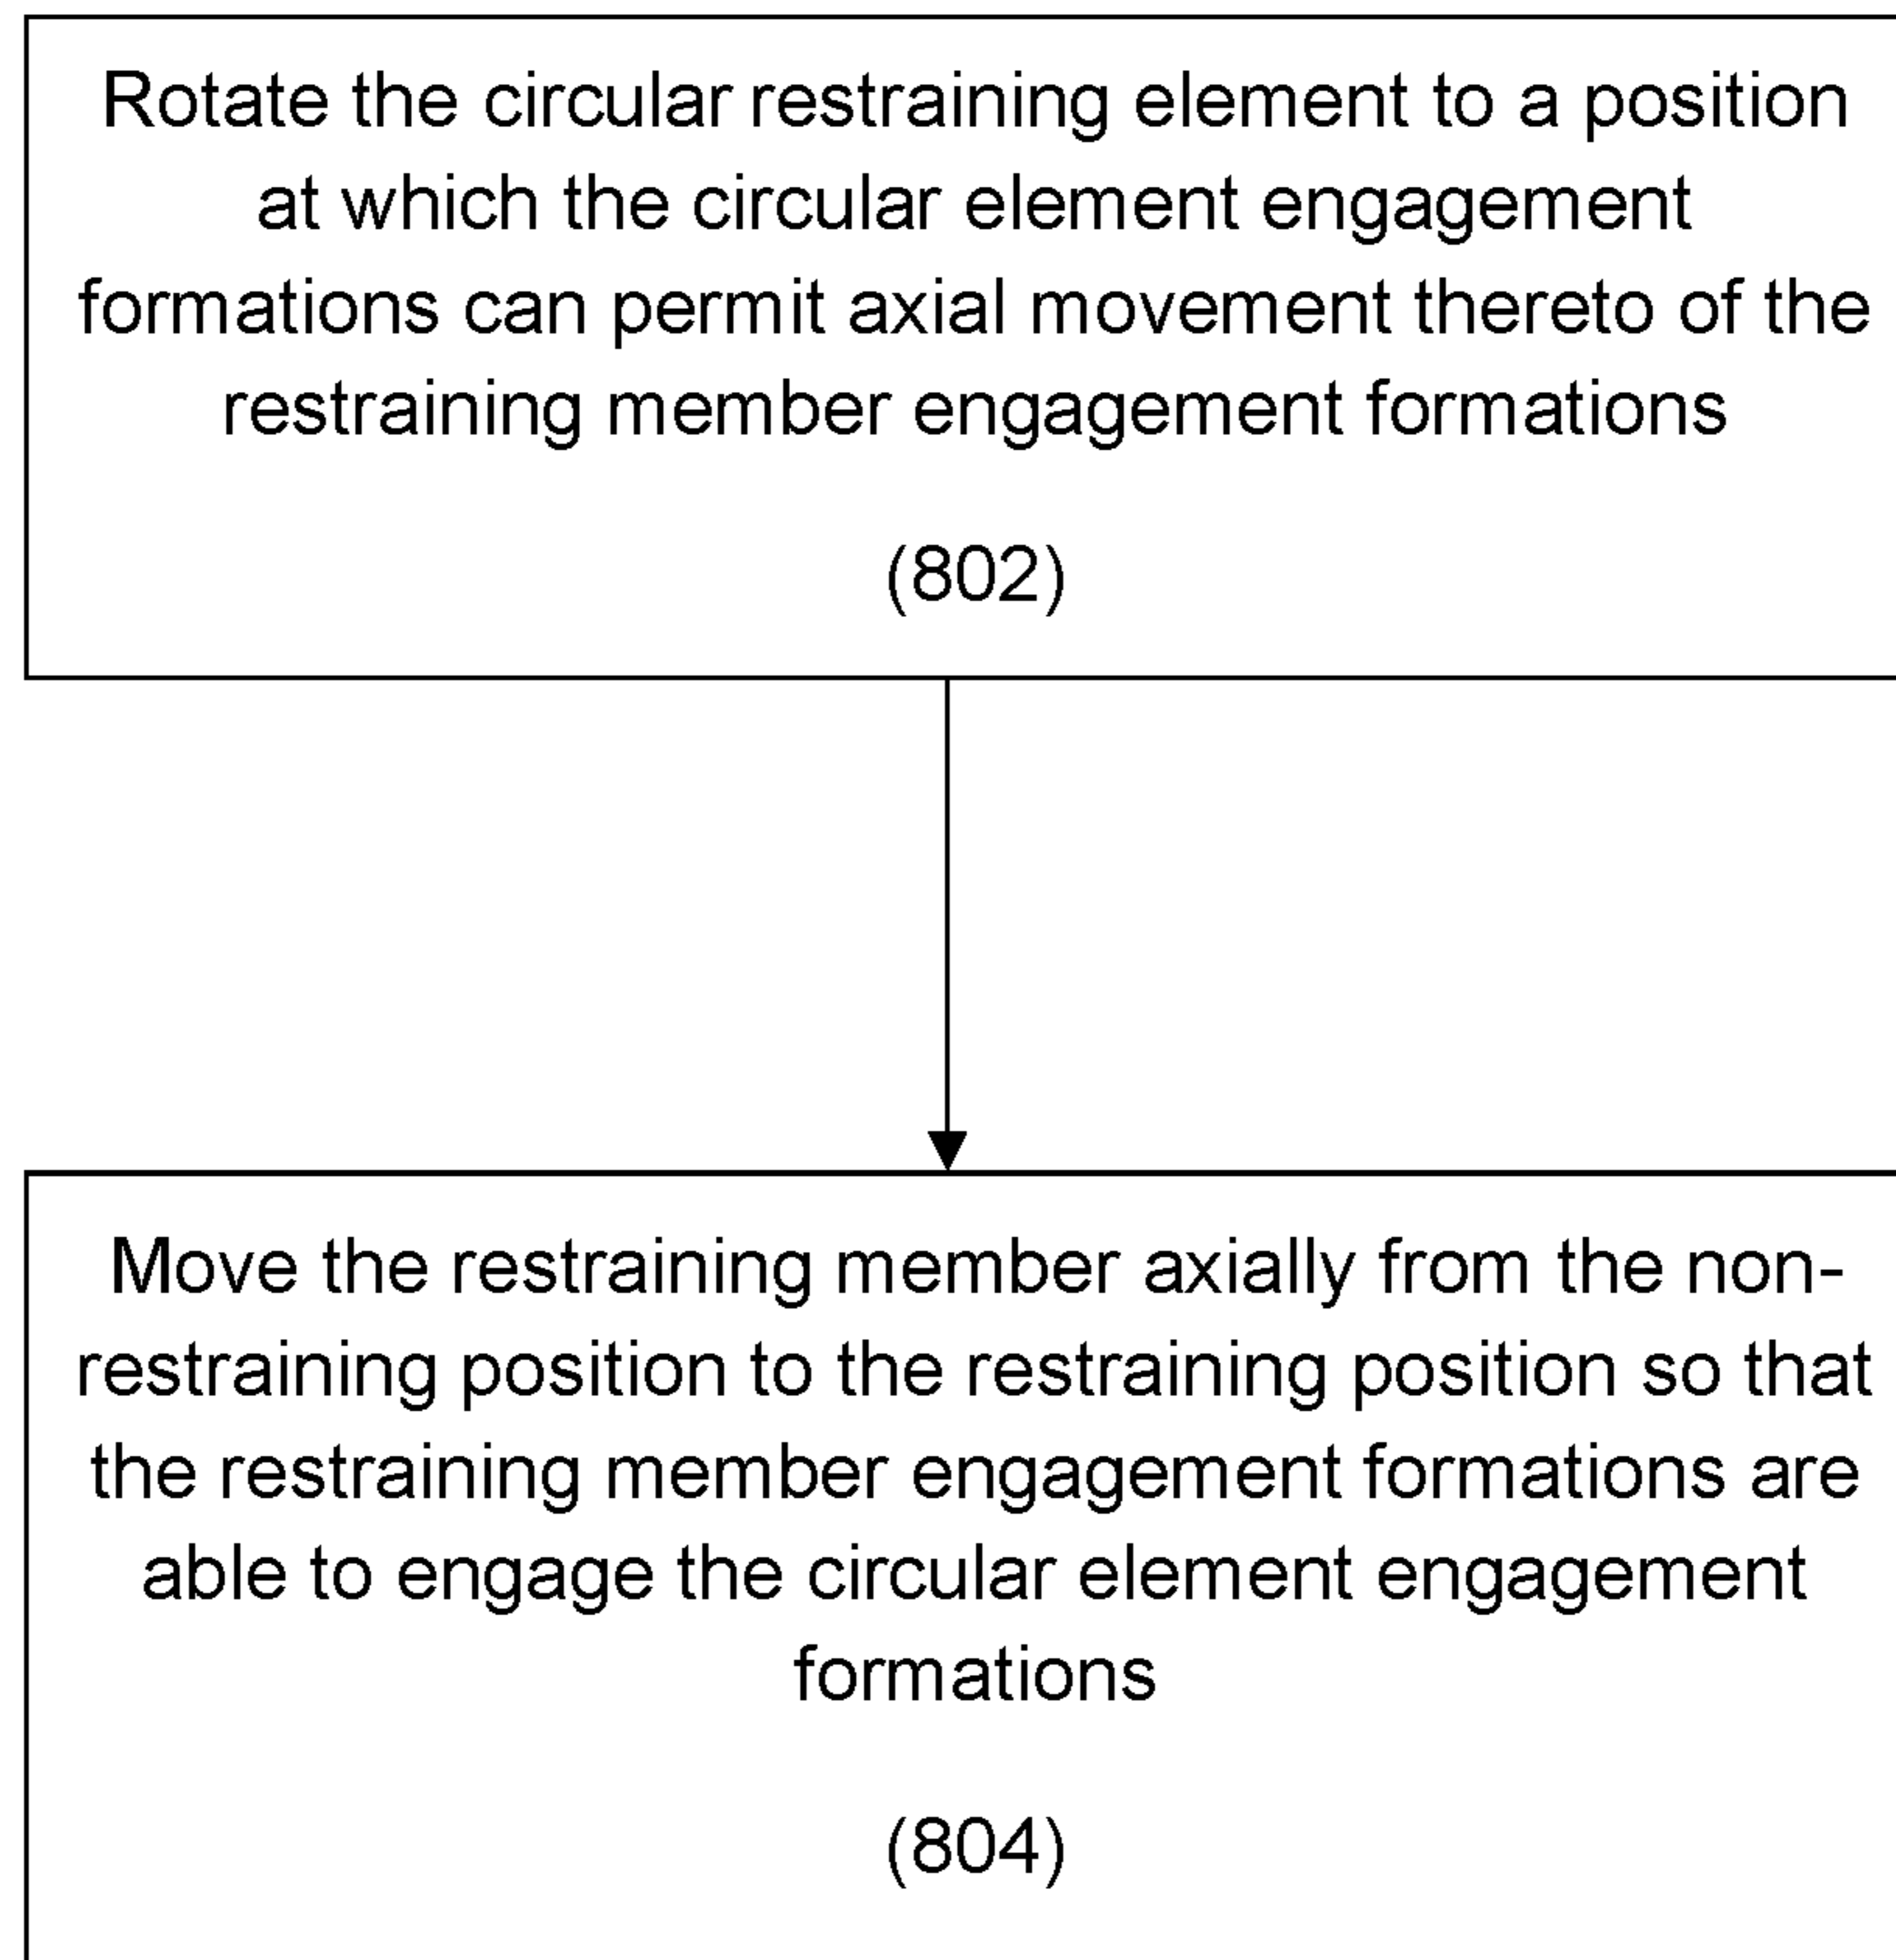 Rotate the circular restraining element to a position
at which the circular element engagement
formations can permit axial movement thereto of the
restraining member engagement formations
(802)
Move the restraining member axially from the non-
restraining position to the restraining position so that
the restraining member engagement formations are
able to engage the circular element engagement
formations
(804)